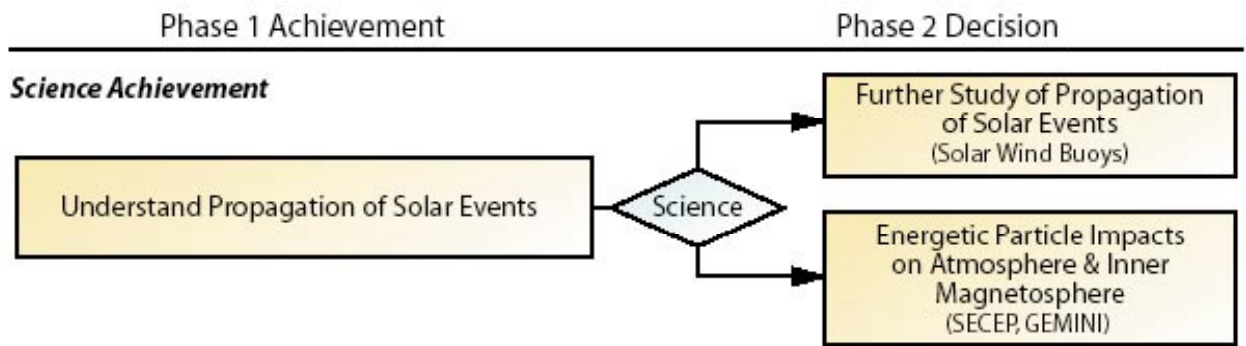 Phase 1 Achievement
Phase 2 Decision
Science Achievement
Understand Propagation of Solar Events
Science
Further Study of Propagation
of Solar Events
(Solar Wind Buoys)
Energetic Particle Impacts
on Atmosphere & Inner
Magnetosphere
(SECEP, GEMINI)